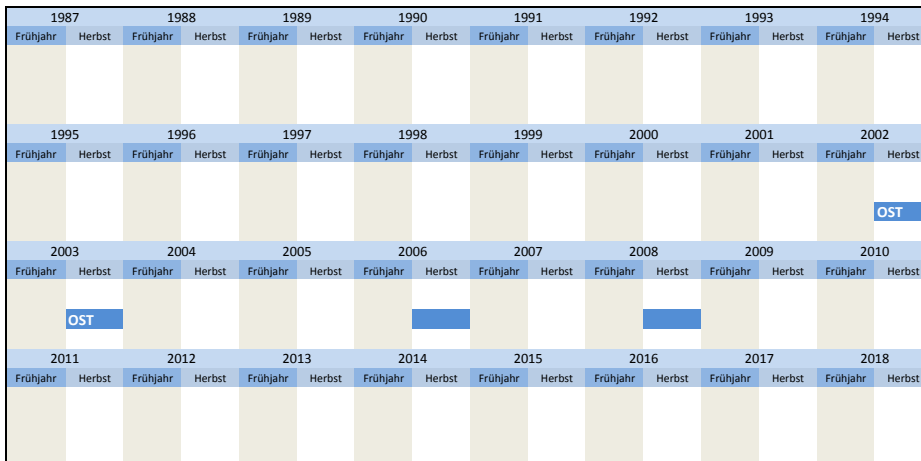 1987 1988 1989 1990 1991 1992 1993 1994
Frühjahr Herbst Frühjahr Herbst Frühjahr Herbst Frühjahr Herbst Frühjahr Herbst Frühjahr Herbst Frühjahr Herbst Frühjahr Herbst
1995 1996 1997 1998 1999 2000 2001 2002
Frühjahr Herbst Frühjahr Herbst Frühjahr Herbst Frühjahr Herbst Frühjahr Herbst Frühjahr Herbst Frühjahr Herbst Frühjahr Herbst
OST
2003 2004 2005 2006 2007 2008 2009 2010
Frühjahr Herbst Frühjahr Herbst Frühjahr Herbst Frühjahr Herbst Frühjahr Herbst Frühjahr Herbst Frühjahr Herbst Frühjahr Herbst
OST
2011 2012 2013 2014 2015 2016 2017 2018
Frühjahr Herbst Frühjahr Herbst Frühjahr Herbst Frühjahr Herbst Frühjahr Herbst Frühjahr Herbst Frühjahr Herbst Frühjahr Herbst